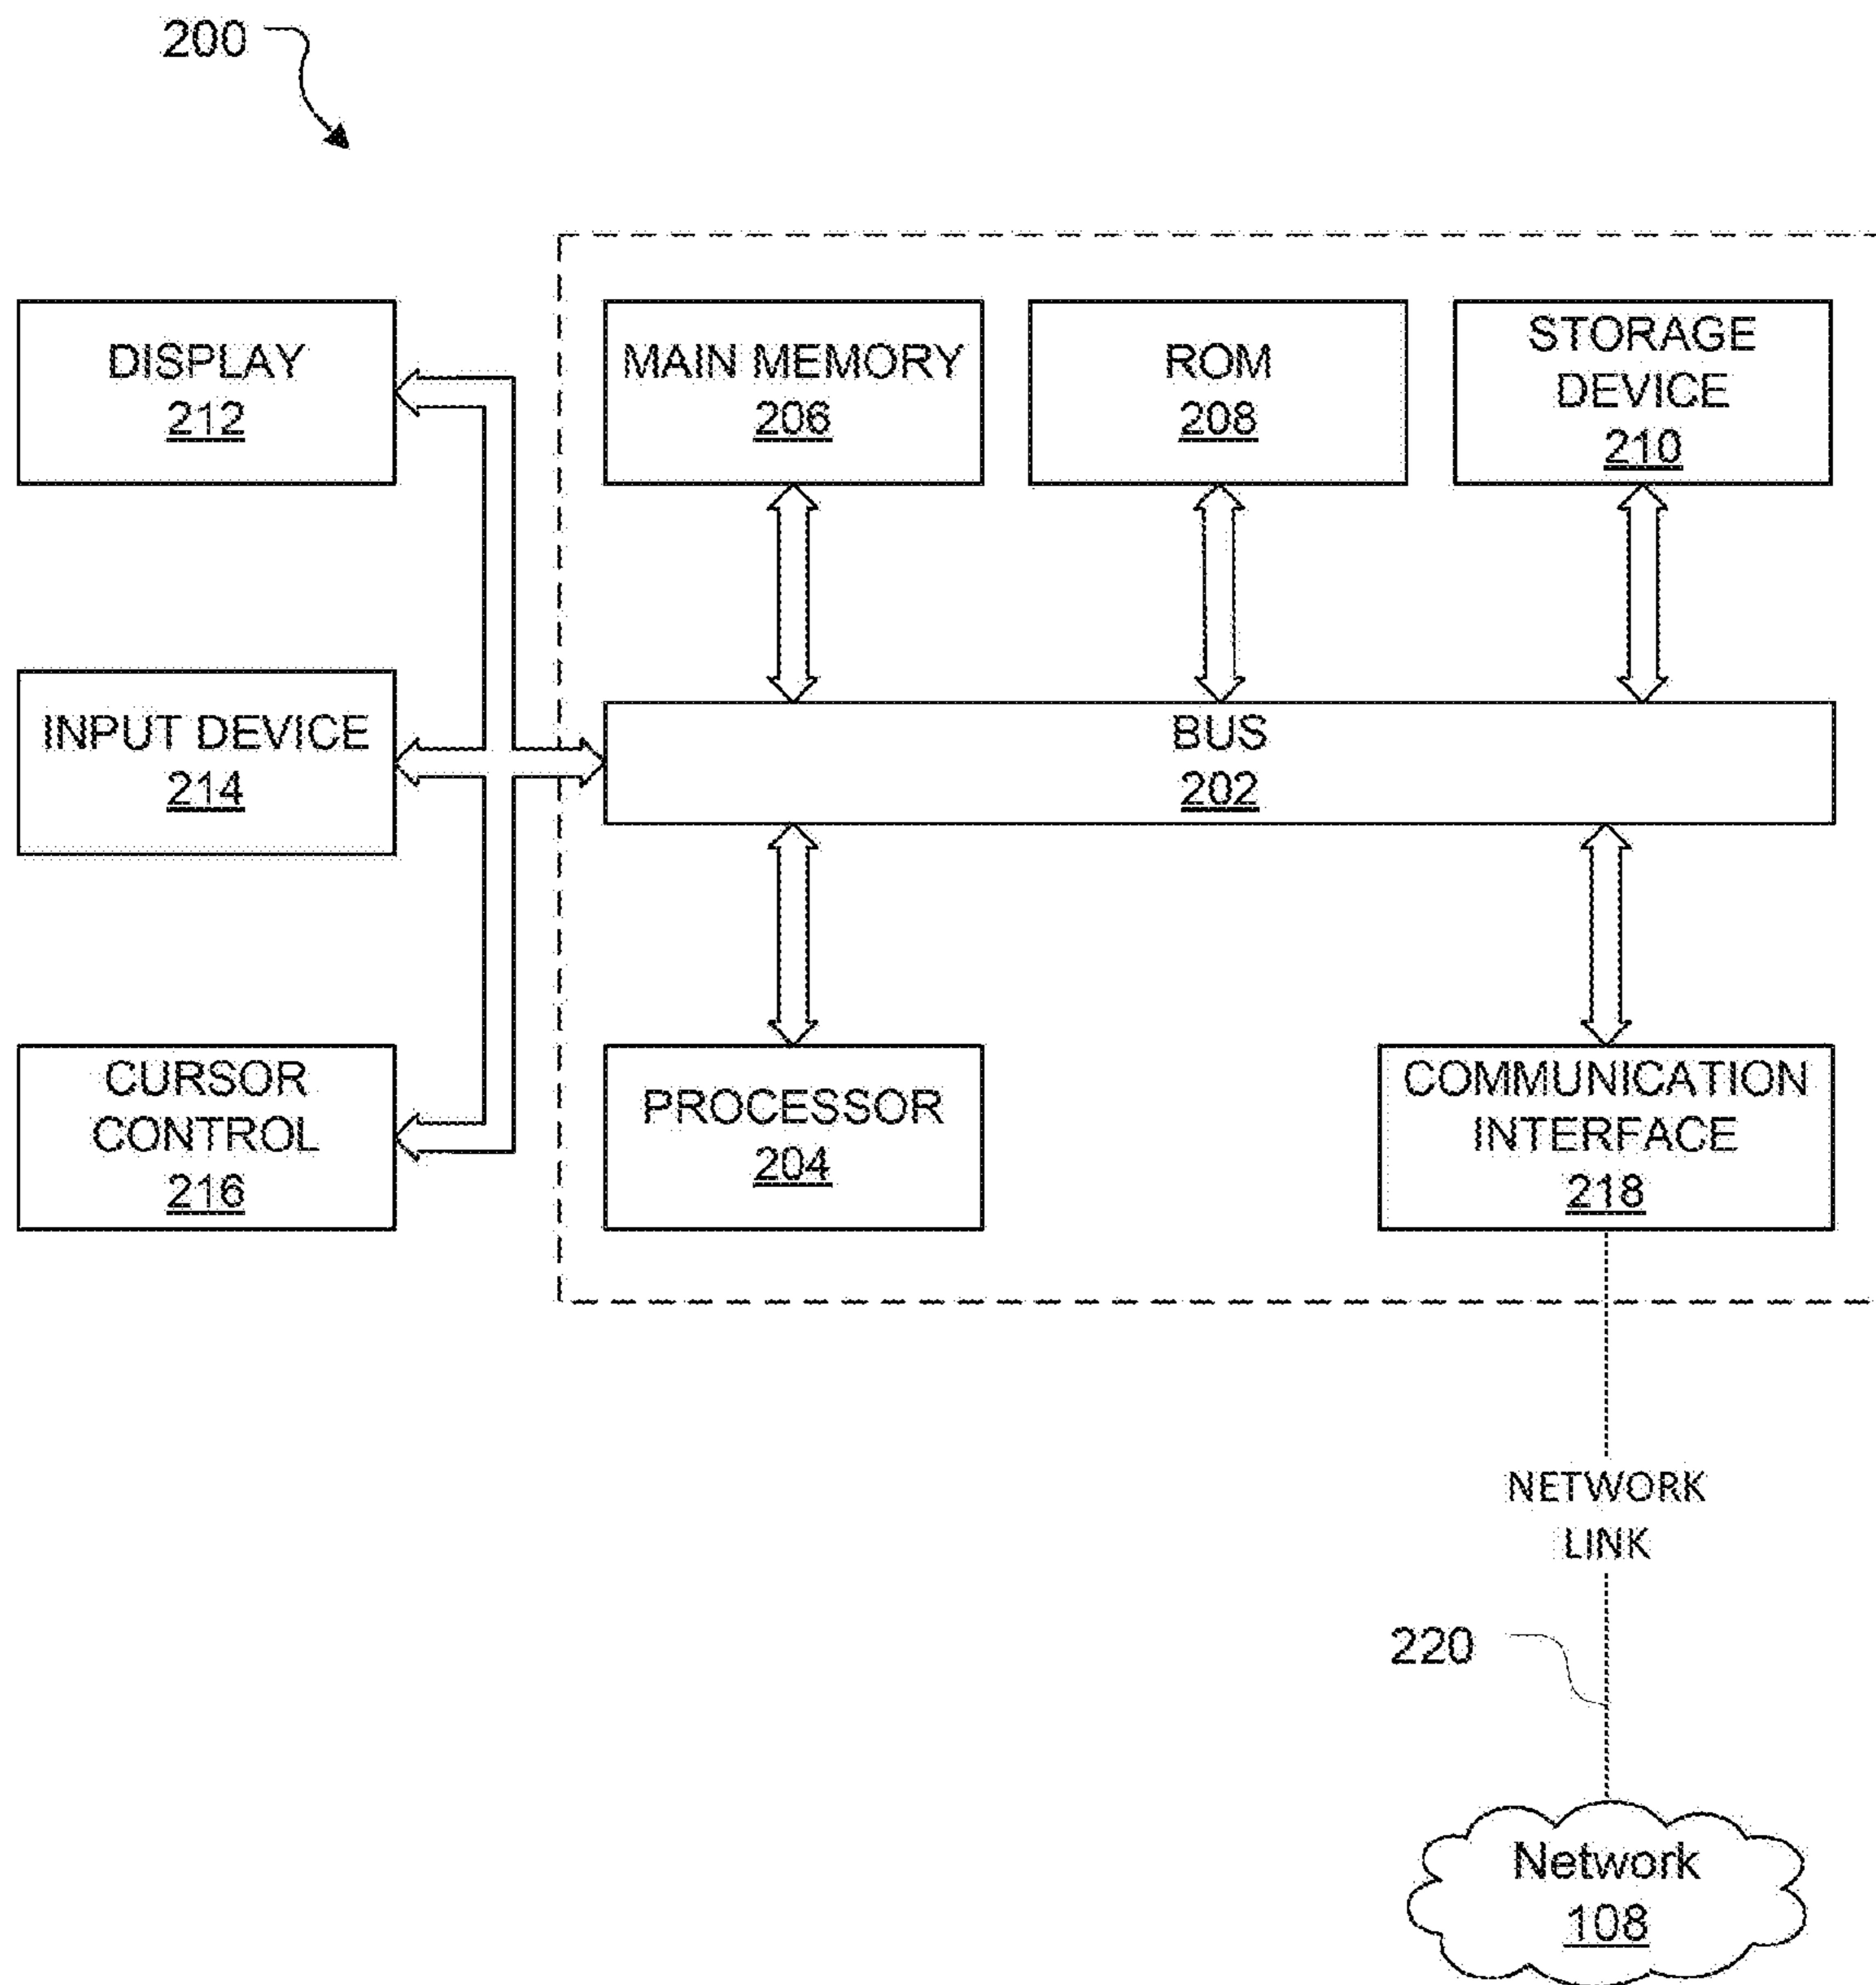 200
DISPLAY
212
MAIN MEMORY
206
ROM
208
STORAGE
DEVICE
210
INPUT DEVICE
214
BUS
202
CURSOR
CONTROL
216
PROCESSOR
204
COMMUNICATION
INTERFACE
218
NETWORK
LINK
220
Network
108